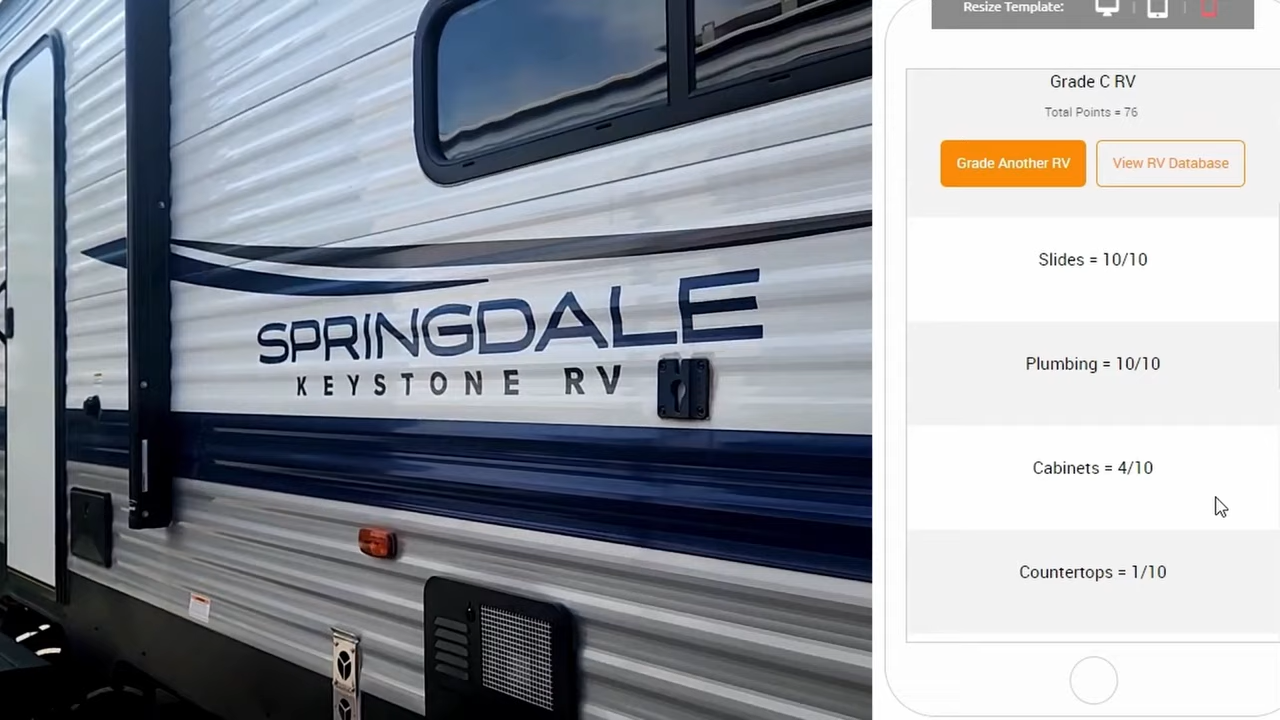 SPRINGDALE
KEYSTONE RV
Resize Template:
Grade C RV
Total Points = 76
Grade Another RV
View RV Database
Slides = 10/10
Plumbing = 10/10
Cabinets = 4/10
Countertops = 1/10